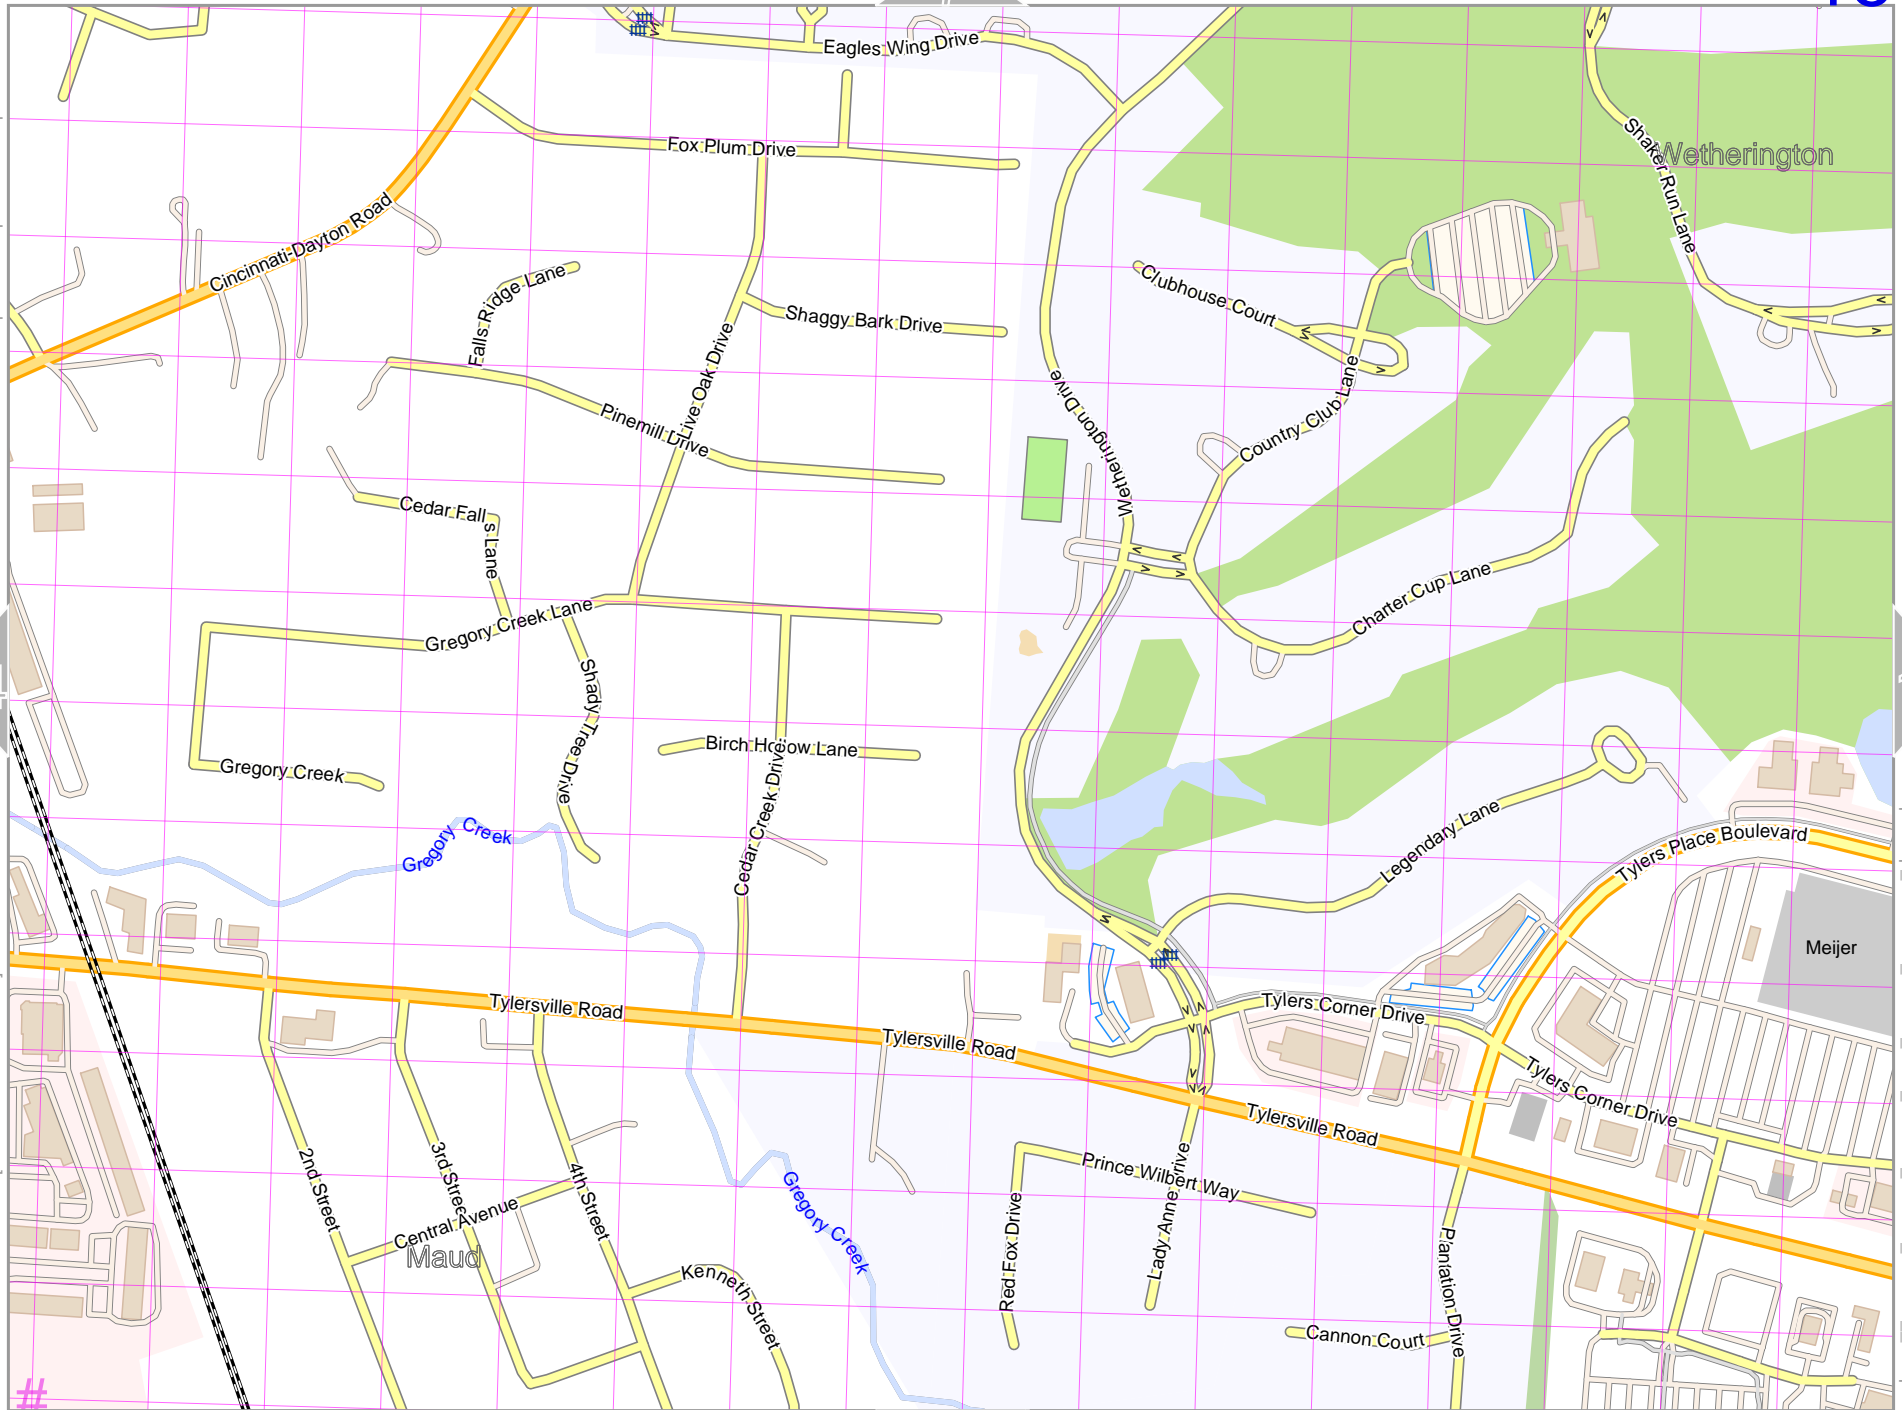 Eagles Wing Drive
Fox Plum Drive
Shaker Run Lane
Wetherington
Cincinnati-Dayton Road
Falls Ridge Lane
Clubhouse Court
Shaggy Bark Drive
Live Oak Drive
Pinemill Drive
Wetherington Drive
Country Club Lane
Cedar Falls Lane
Charter Cup Lane
Gregory Creek Lane
Shady Tree Drive
Birch Hollow Lane
Gregory Creek
Cedar Creek Drive
Gregory Creek
Legendary Lane
Tylers Place Boulevard
Meijer
Tylersville Road
Tylers Corner Drive
Tylersville Road
Tylers Corner Drive
Tylersville Road
2nd Street
3rd Street
4th Street
Central Avenue
Maud
Kenneth Street
Gregory Creek
Prince Wilbert Way
Red Fox Drive
Lady Anne Drive
Plantation Drive
Cannon Court
#